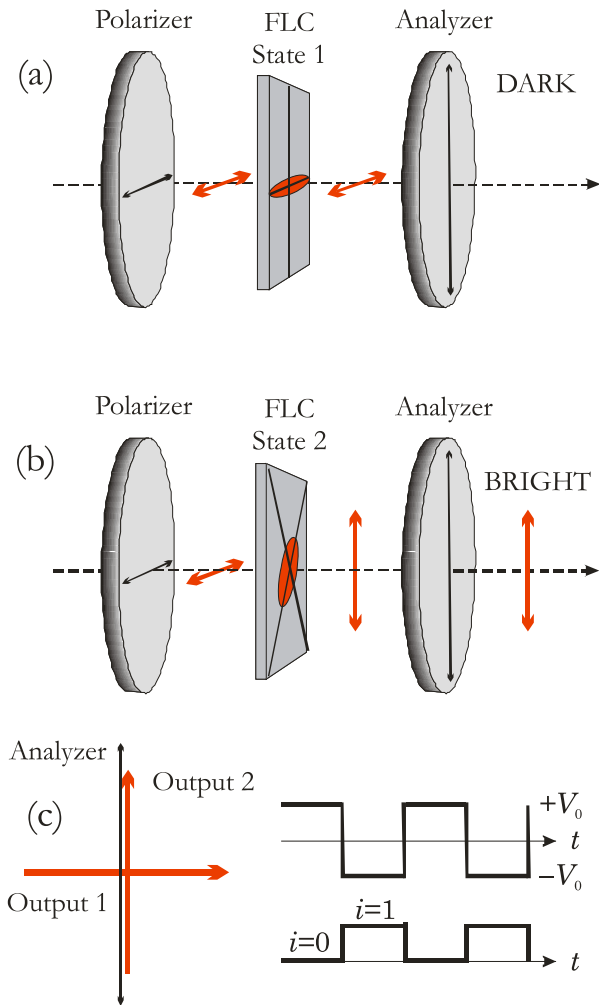 Polarizer
FLC
State 1
Analyzer
(a)
DARK
Polarizer
FLC
State 2
Analyzer
(b)
BRIGHT
Analyzer
Output 2
(c)
Output 1
+V₀
t
−V₀
i=1
i=0
t